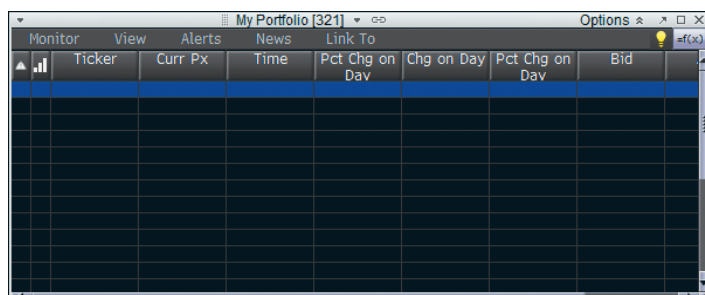 My Portfolio [321] Options
Monitor View Alerts News Link To =f(x)
Ticker Curr Px Time Pct Chg on Day Chg on Day Pct Chg on Day Bid